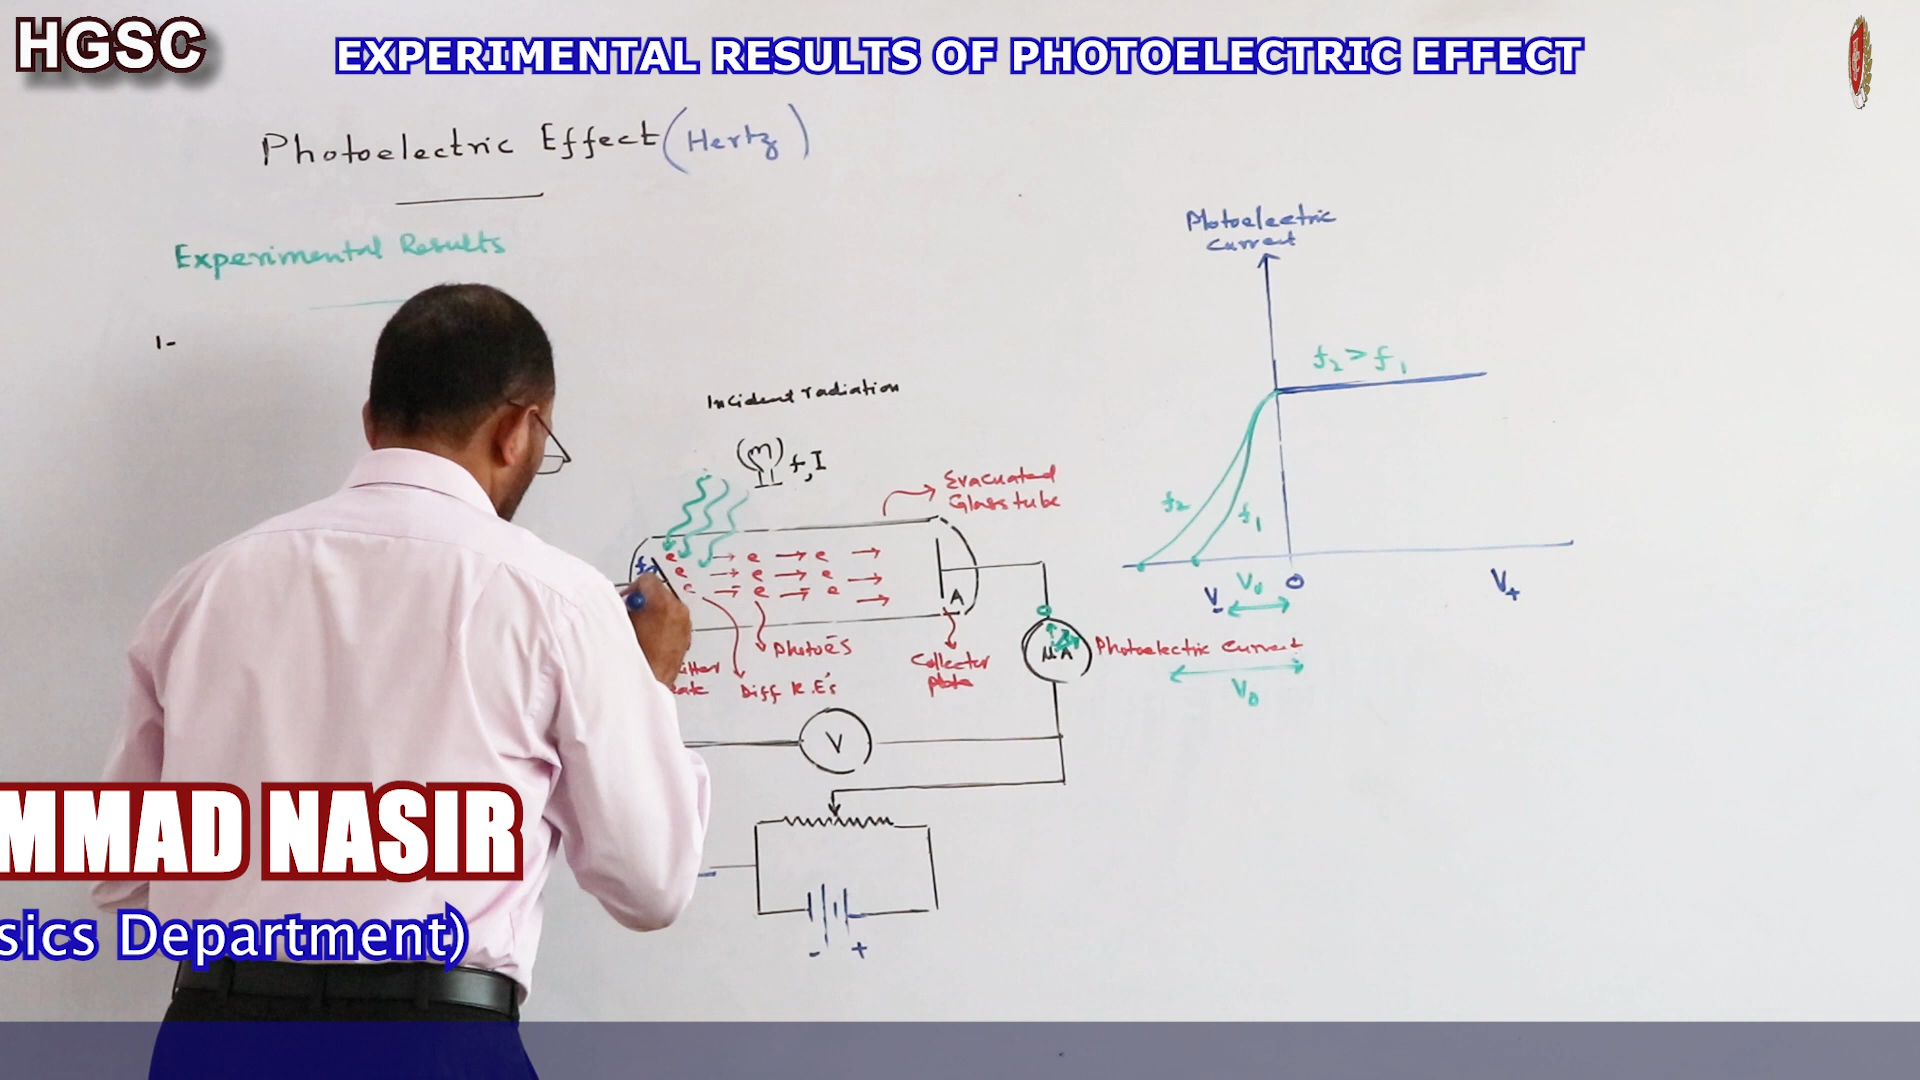 HGSC
EXPERIMENTAL RESULTS OF PHOTOELECTRIC EFFECT
Photoelectric Effect (Hertz)
Experimental Results
1-
Incident radiation
f, I
Evacuated
Glass tube
e e e
e e e
e e e
A
Photoēs
Diff K.E's
Collector
plate
μA
Photoelectric Current
V
- +
Photoelectric
Current
f2 > f1
f2
f1
V-
V0
0
V+
V0
MMAD NASIR
sics Department)